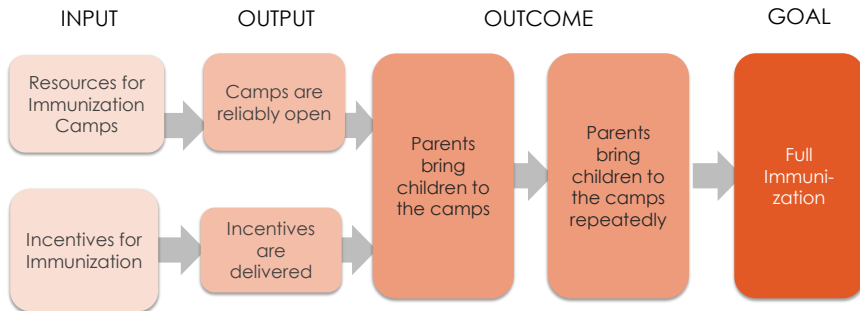 INPUT
OUTPUT
OUTCOME
GOAL
Resources for
Immunization
Camps
Camps are
reliably open
Parents
bring
children to
the camps
Parents
bring
children to
the camps
repeatedly
Full
Immuni-
zation
Incentives for
Immunization
Incentives
are
delivered